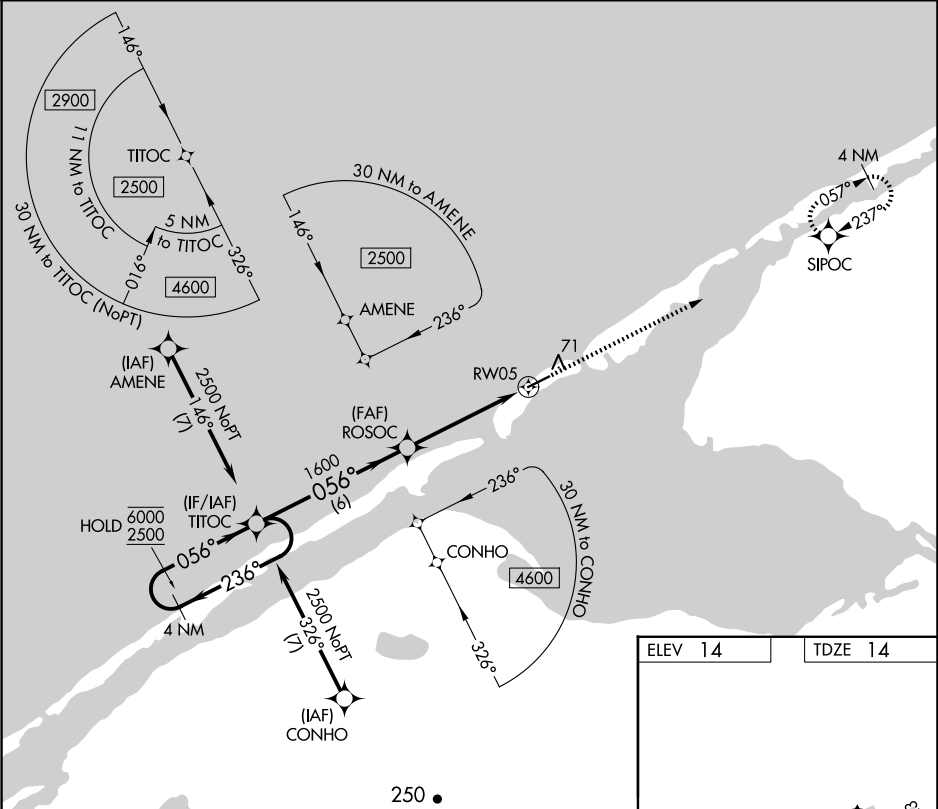 146°
2900
11 NM to TITOC
TITOC
2500
5 NM
to TITOC
30 NM to TITOC (NoPT)
016°
326°
4600
30 NM to AMENE
146°
2500
AMENE
236°
4 NM
057°
237°
SIPOC
(IAF)
AMENE
2500 NoPT
146°
(7)
RW05
71
(FAF)
ROSOC
1600
056°
(6)
(IF/IAF)
TITOC
HOLD 6000
2500
056°
236°
4 NM
236°
30 NM to CONHO
CONHO
4600
326°
2500 NoPT
326°
(7)
(IAF)
CONHO
250
ELEV 14
TDZE 14